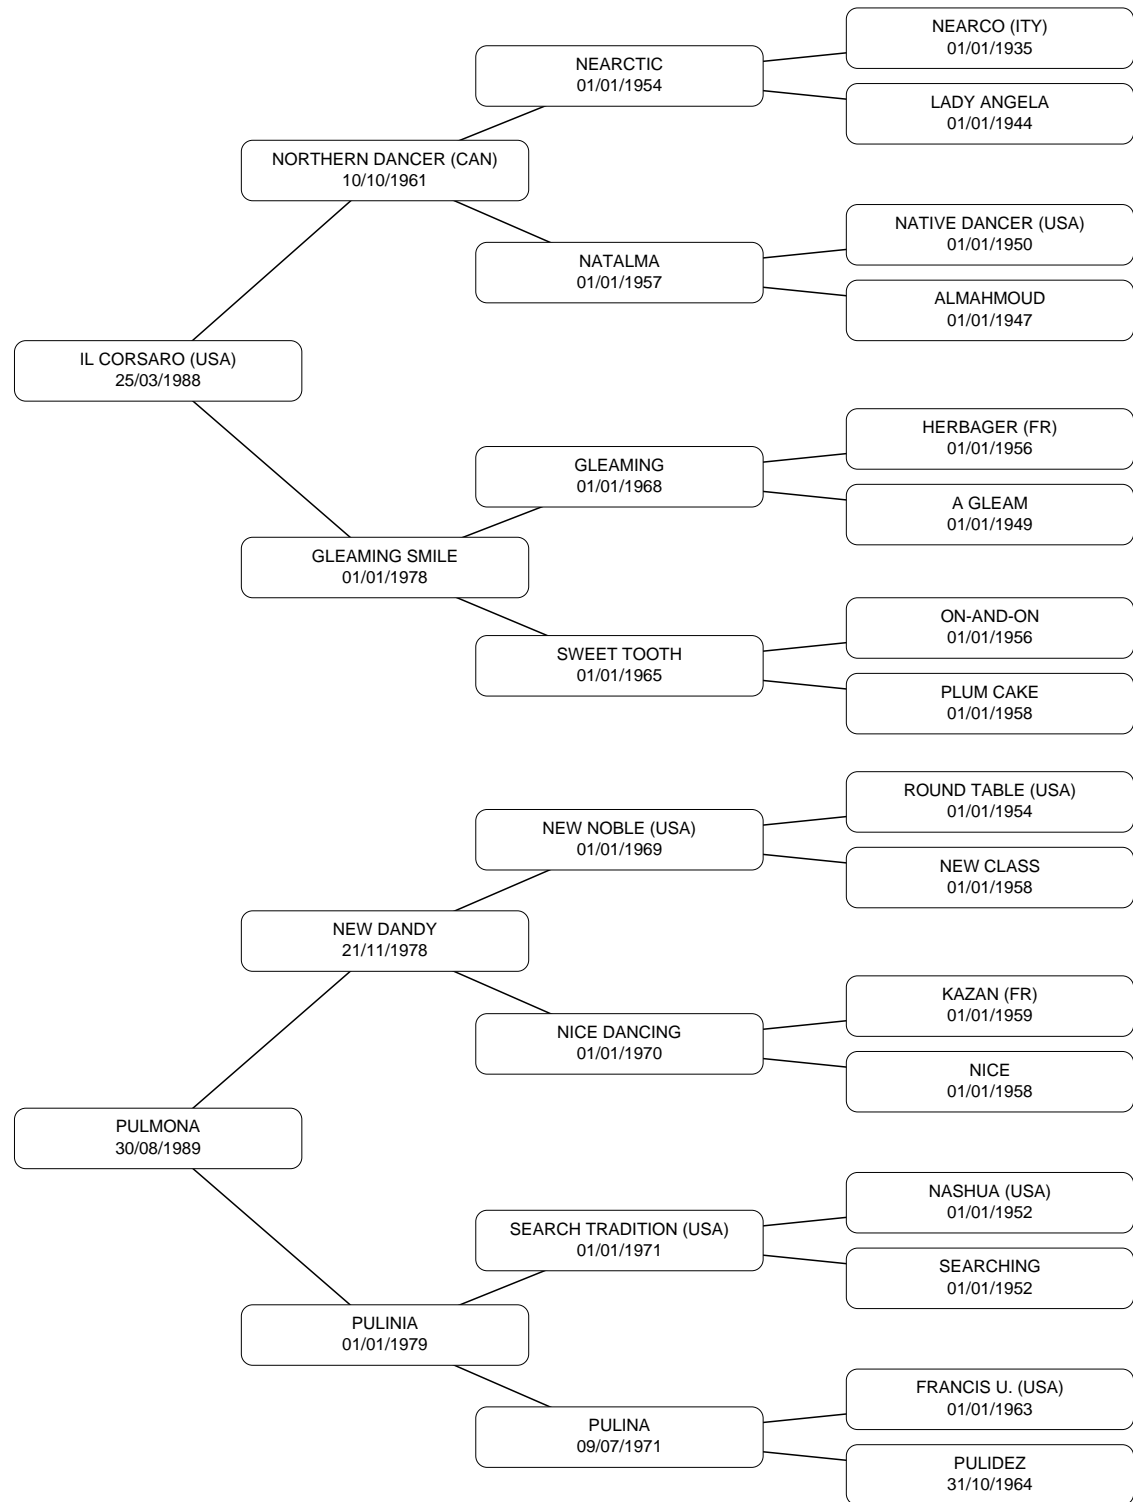 NEARCO (ITY)
01/01/1935
NEARCTIC
01/01/1954
LADY ANGELA
01/01/1944
NORTHERN DANCER (CAN)
10/10/1961
NATIVE DANCER (USA)
01/01/1950
NATALMA
01/01/1957
ALMAHMOUD
01/01/1947
IL CORSARO (USA)
25/03/1988
HERBAGER (FR)
01/01/1956
GLEAMING
01/01/1968
A GLEAM
01/01/1949
GLEAMING SMILE
01/01/1978
ON-AND-ON
01/01/1956
SWEET TOOTH
01/01/1965
PLUM CAKE
01/01/1958
ROUND TABLE (USA)
01/01/1954
NEW NOBLE (USA)
01/01/1969
NEW CLASS
01/01/1958
NEW DANDY
21/11/1978
KAZAN (FR)
01/01/1959
NICE DANCING
01/01/1970
NICE
01/01/1958
PULMONA
30/08/1989
NASHUA (USA)
01/01/1952
SEARCH TRADITION (USA)
01/01/1971
SEARCHING
01/01/1952
PULINIA
01/01/1979
FRANCIS U. (USA)
01/01/1963
PULINA
09/07/1971
PULIDEZ
31/10/1964